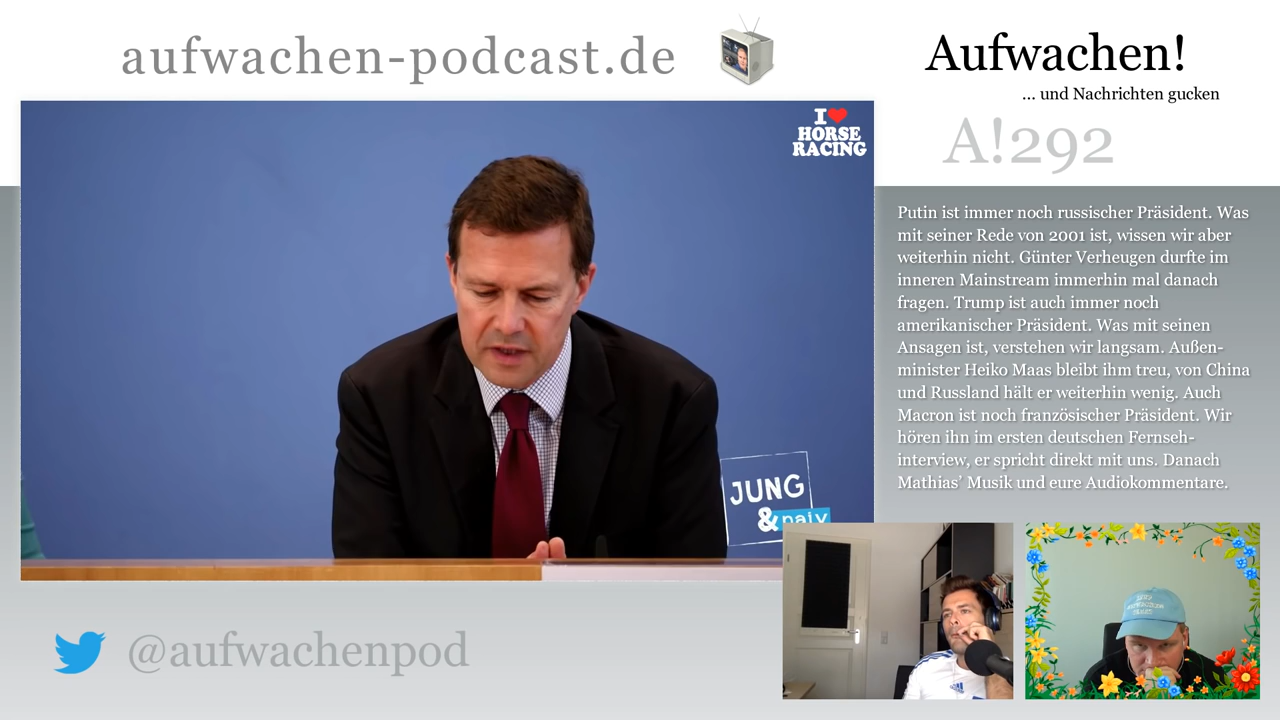 aufwachen-podcast.de
Aufwachen!
... und Nachrichten gucken
A!292
I
HORSE
RACING
Putin ist immer noch russischer Präsident. Was
mit seiner Rede von 2001 ist, wissen wir aber
weiterhin nicht. Günter Verheugen durfte im
inneren Mainstream immerhin mal danach
fragen. Trump ist auch immer noch
amerikanischer Präsident. Was mit seinen
Ansagen ist, verstehen wir langsam. Außen-
minister Heiko Maas bleibt ihm treu, von China
und Russland hält er weiterhin wenig. Auch
Macron ist noch französischer Präsident. Wir
hören ihn im ersten deutschen Fernseh-
interview, er spricht direkt mit uns. Danach
Mathias' Musik und eure Audiokommentare.
JUNG
& naiv
@aufwachenpod